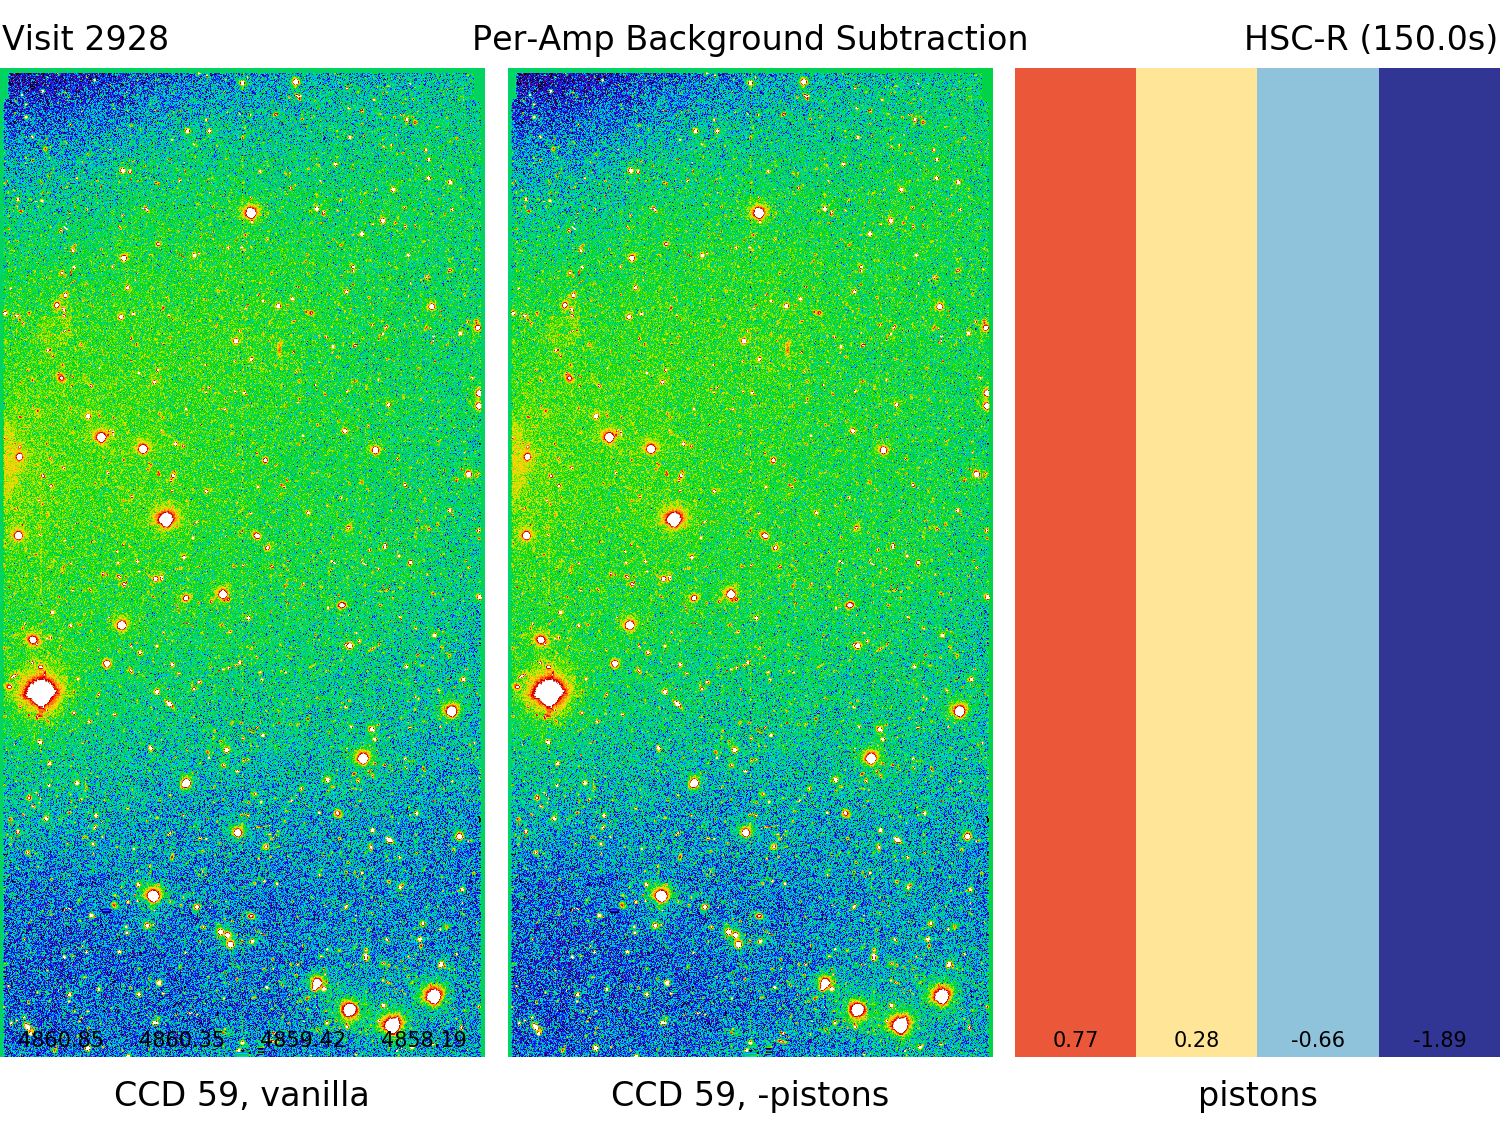 Visit 2928 Per-Amp Background Subtraction HSC-R (150.0s)
4860.85 4860.35 4859.42 4858.19 0.77 0.28 -0.66 -1.89
CCD 59, vanilla CCD 59, -pistons pistons